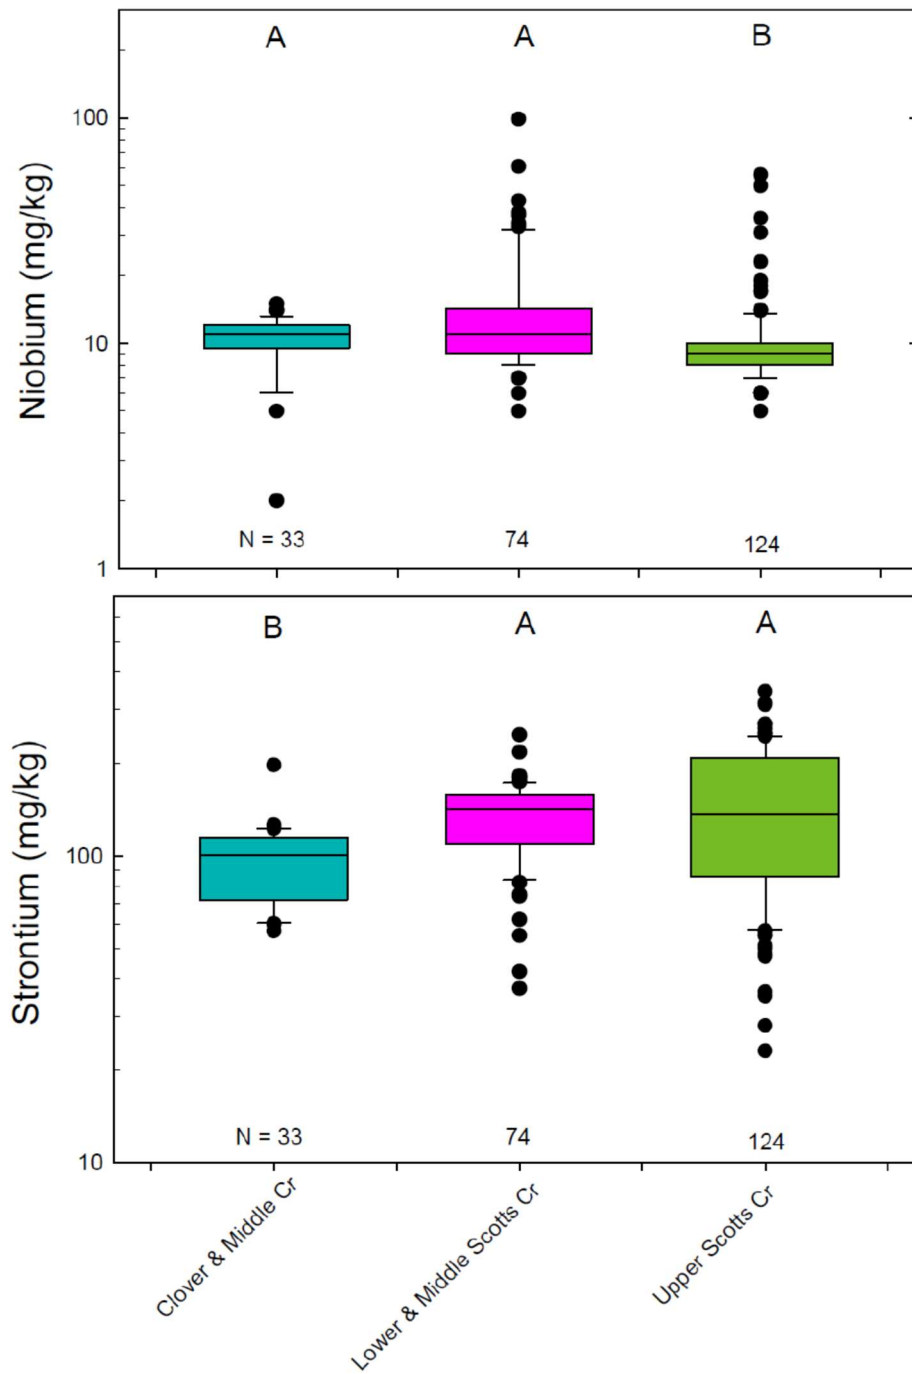 A A B
100
10
1
Niobium (mg/kg)
N = 33 74 124
B A A
100
10
Strontium (mg/kg)
N = 33 74 124
Clover & Middle Cr
Lower & Middle Scotts Cr
Upper Scotts Cr